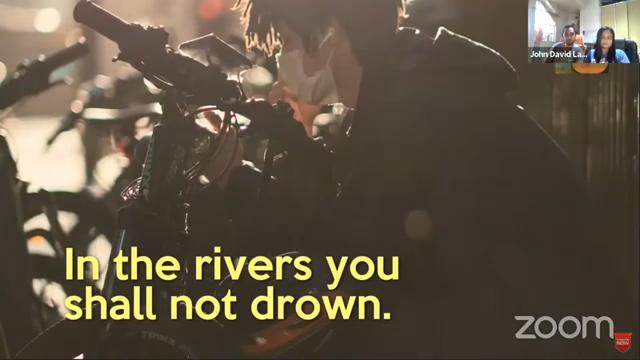 John David La...
In the rivers you
shall not drown.
zoom